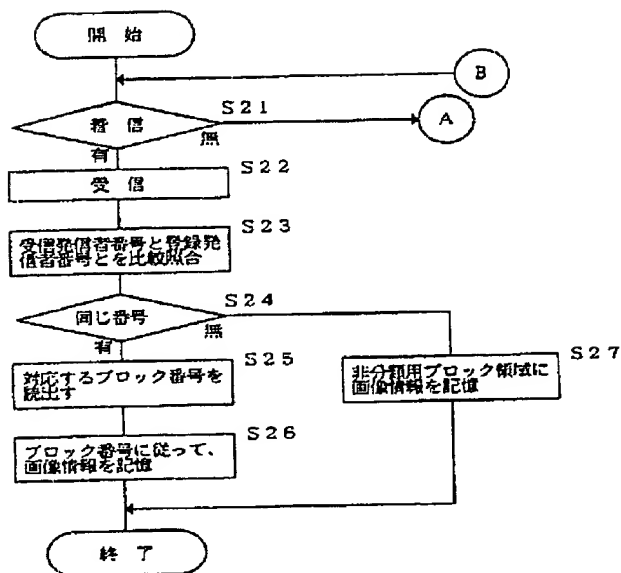 開始
B
S21
着信
A
無
有
S22
受信
S23
受信発信者番号と登録発
信者番号とを比較照合
S24
同じ番号
無
有
S25
対応するブロック番号を
読出す
S27
非分類用ブロック領域に
画像情報を記憶
S26
ブロック番号に従って、
画像情報を記憶
終了